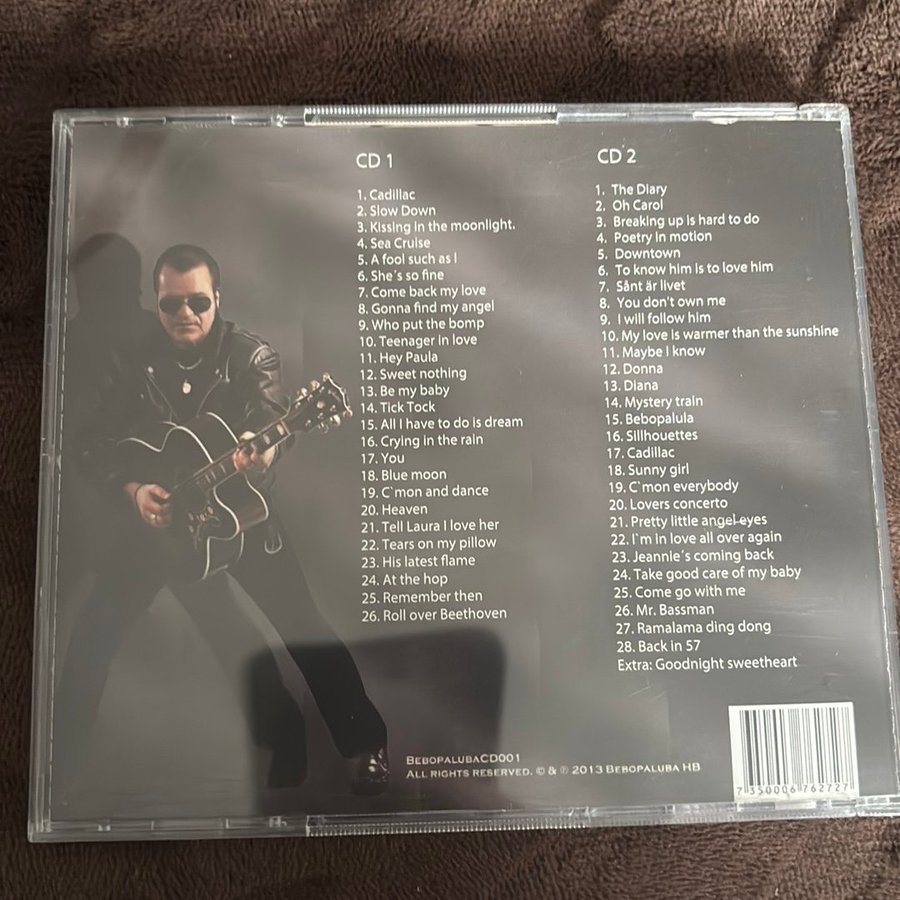 CD 1
1. Cadillac
2. Slow Down
3. Kissing in the moonlight.
4. Sea Cruise
5. A fool such as I
6. She´s so fine
7. Come back my love
8. Gonna find my angel
9. Who put the bomp
10. Teenager in love
11. Hey Paula
12. Sweet nothing
13. Be my baby
14. Tick Tock
15. All I have to do is dream
16. Crying in the rain
17. You
18. Blue moon
19. C`mon and dance
20. Heaven
21. Tell Laura I love her
22. Tears on my pillow
23. His latest flame
24. At the hop
25. Remember then
26. Roll over Beethoven
CD 2
1. The Diary
2. Oh Carol
3. Breaking up is hard to do
4. Poetry in motion
5. Downtown
6. To know him is to love him
7. Sånt är livet
8. You don't own me
9. I will follow him
10. My love is warmer than the sunshine
11. Maybe I know
12. Donna
13. Diana
14. Mystery train
15. Bebopalula
16. Sillhouettes
17. Cadillac
18. Sunny girl
19. C`mon everybody
20. Lovers concerto
21. Pretty little angel eyes
22. I`m in love all over again
23. Jeannie´s coming back
24. Take good care of my baby
25. Come go with me
26. Mr. Bassman
27. Ramalama ding dong
28. Back in 57
Extra: Goodnight sweetheart
BEBOPALUBACD001
ALL RIGHTS RESERVED. © & ℗ 2013 BEBOPALUBA HB
7 350006 762727